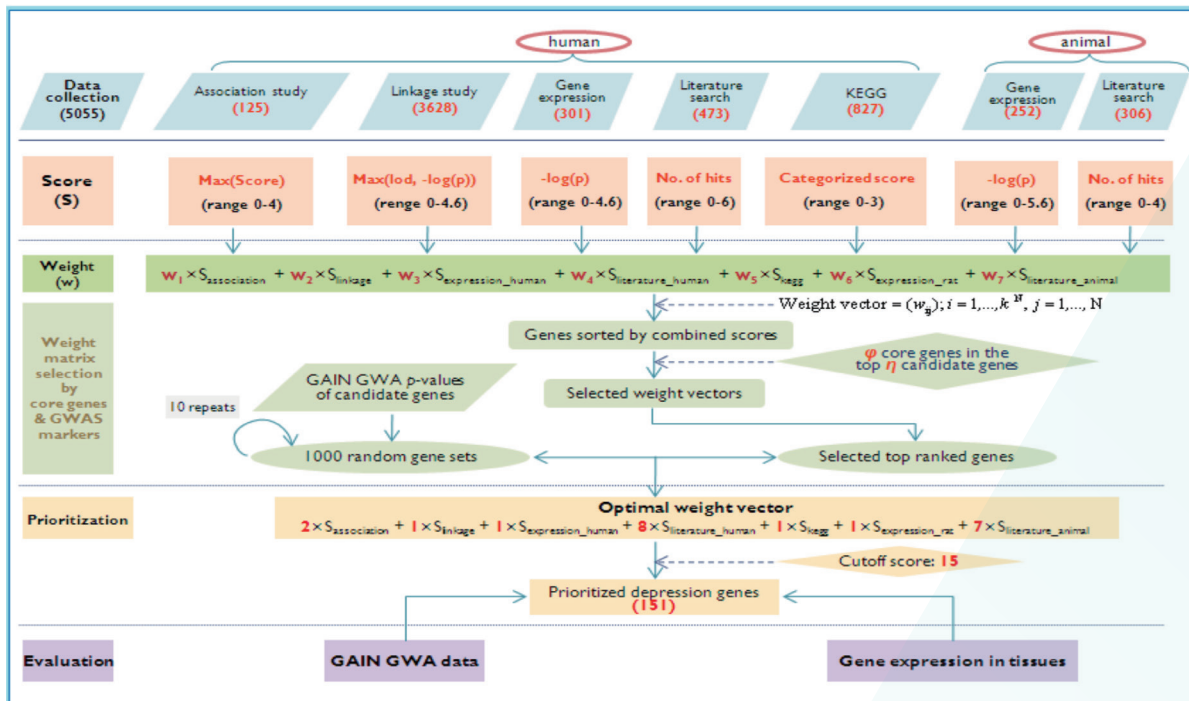 human
animal
Data
collection
(5055)
Association study
(125)
Linkage study
(3628)
Gene
expression
(301)
Literature
search
(473)
KEGG
(827)
Gene
expression
(252)
Literature
search
(306)
Score
(S)
Max(Score)
(range 0-4)
Max(lod, -log(p))
(renge 0-4.6)
-log(p)
(range 0-4.6)
No. of hits
(range 0-6)
Categorized score
(range 0-3)
-log(p)
(range 0-5.6)
No. of hits
(range 0-4)
Weight
(w)
w1 × Sassociation + w2 × Slinkage + w3 × Sexpression_human + w4 × Sliterature_human + w5 × Skegg + w6 × Sexpression_rat + w7 × Sliterature_animal
Weight vector = (wij); i = 1,...,k^N, j = 1,..., N
Weight
matrix
selection
by
core genes
& GWAS
markers
Genes sorted by combined scores
φ core genes in the
top η candidate genes
GAIN GWA p-values
of candidate genes
Selected weight vectors
10 repeats
1000 random gene sets
Selected top ranked genes
Prioritization
Optimal weight vector
2 × Sassociation + 1 × Slinkage + 1 × Sexpression_human + 8 × Sliterature_human + 1 × Skegg + 1 × Sexpression_rat + 7 × Sliterature_animal
Cutoff score: 15
Prioritized depression genes
(151)
Evaluation
GAIN GWA data
Gene expression in tissues